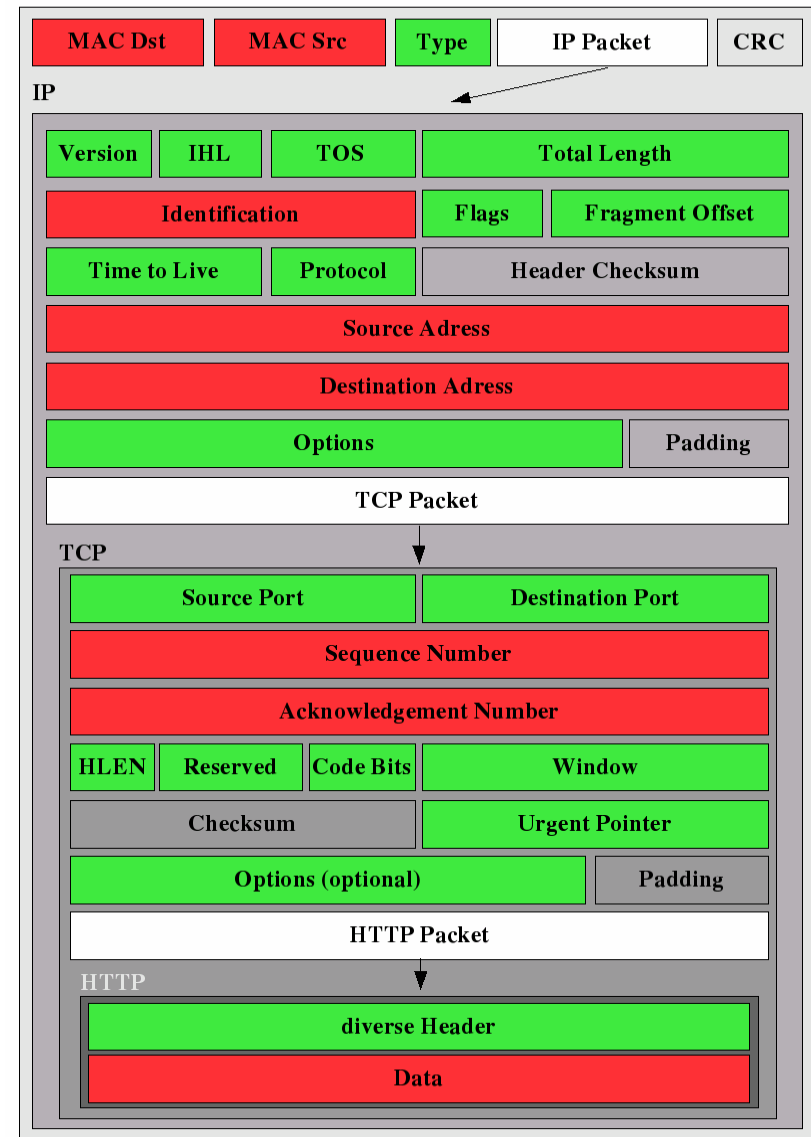 MAC Dst MAC Src Type IP Packet CRC
IP
Version IHL TOS Total Length
Identification Flags Fragment Offset
Time to Live Protocol Header Checksum
Source Adress
Destination Adress
Options Padding
TCP Packet
TCP
Source Port Destination Port
Sequence Number
Acknowledgement Number
HLEN Reserved Code Bits Window
Checksum Urgent Pointer
Options (optional) Padding
HTTP Packet
HTTP
diverse Header
Data